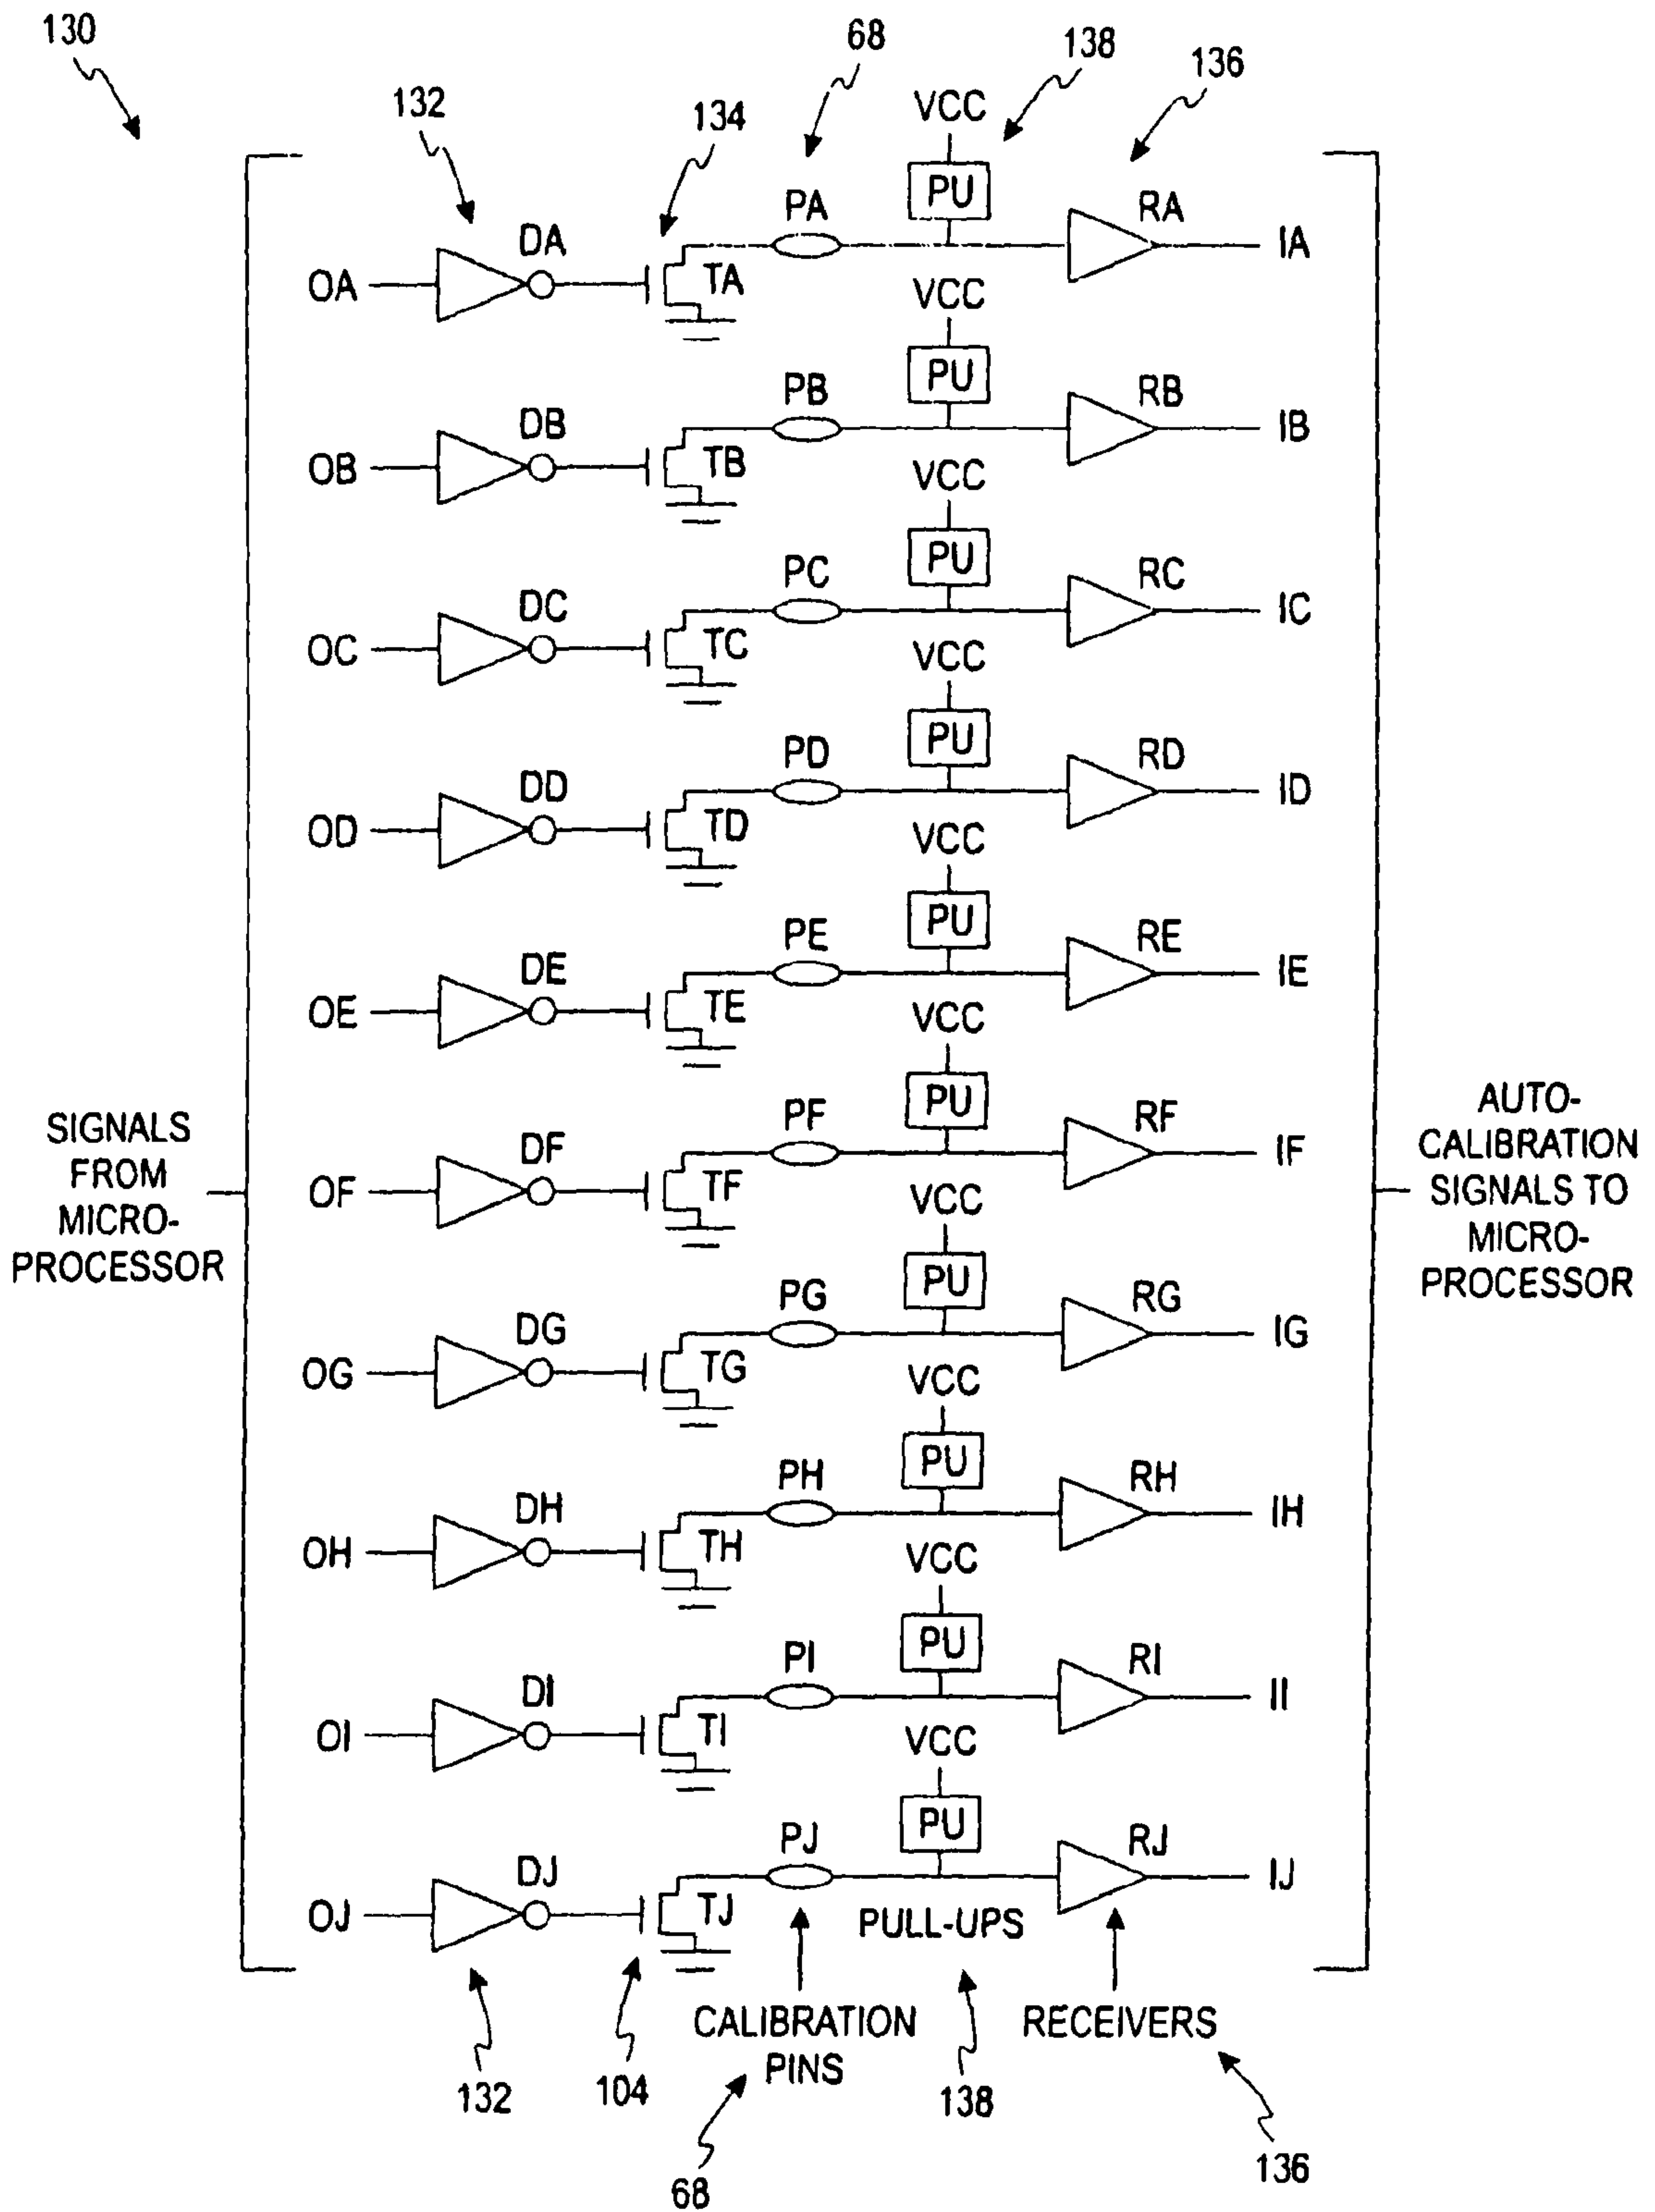 130
68
138
136
132
134
VCC
PU
DA
PA
RA
OA
TA
IA
VCC
PU
DB
PB
RB
OB
TB
IB
VCC
PU
DC
PC
RC
OC
TC
IC
VCC
PU
DD
PD
RD
OD
TD
ID
VCC
PU
DE
PE
RE
OE
TE
IE
VCC
PU
DF
PF
RF
OF
TF
IF
VCC
PU
DG
PG
RG
OG
TG
IG
VCC
PU
DH
PH
RH
OH
TH
IH
VCC
PU
DI
PI
RI
OI
TI
II
VCC
PU
DJ
PJ
RJ
OJ
TJ
IJ
SIGNALS
FROM
MICRO-
PROCESSOR
AUTO-
CALIBRATION
SIGNALS TO
MICRO-
PROCESSOR
PULL-UPS
CALIBRATION
PINS
RECEIVERS
132
104
68
138
136